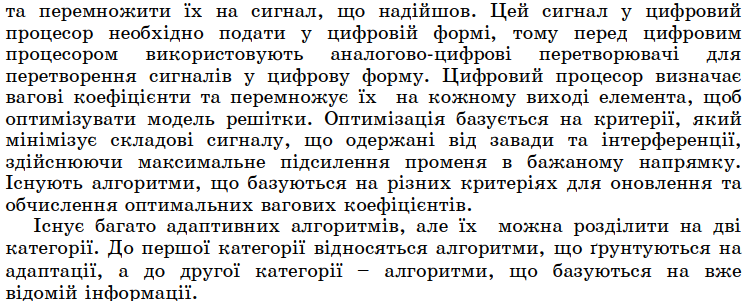 та перемножити їх на сигнал, що надійшов. Цей сигнал у цифровий
процесор необхідно подати у цифровій формі, тому перед цифровим
процесором використовують аналогово-цифрові перетворювачі для
перетворення сигналів у цифрову форму. Цифровий процесор визначає
вагові коефіцієнти та перемножує їх на кожному виході елемента, щоб
оптимізувати модель решітки. Оптимізація базується на критерії, який
мінімізує складові сигналу, що одержані від завади та інтерференції,
здійснюючи максимальне підсилення променя в бажаному напрямку.
Існують алгоритми, що базуються на різних критеріях для оновлення та
обчислення оптимальних вагових коефіцієнтів.
Існує багато адаптивних алгоритмів, але їх можна розділити на дві
категорії. До першої категорії відносяться алгоритми, що ґрунтуються на
адаптації, а до другої категорії – алгоритми, що базуються на вже
відомій інформації.